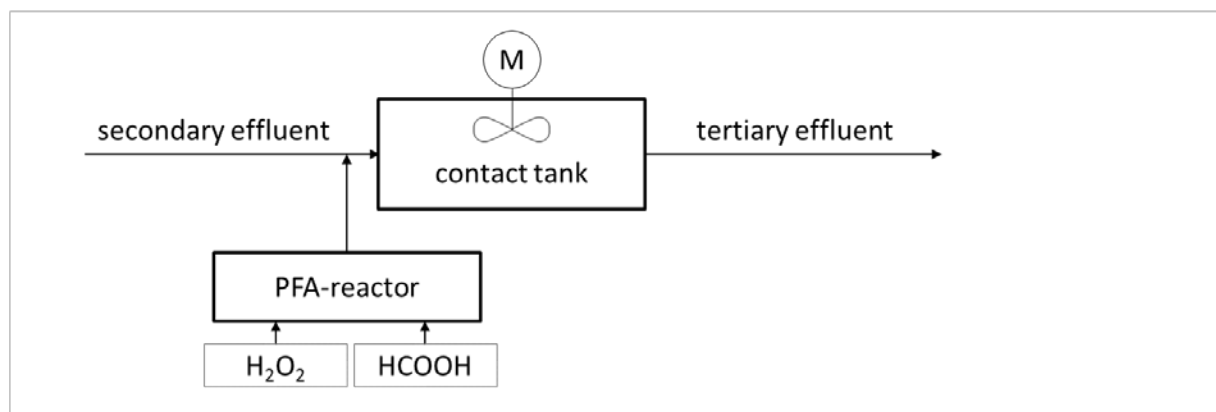 M
secondary effluent
tertiary effluent
contact tank
PFA-reactor
H₂O₂
HCOOH